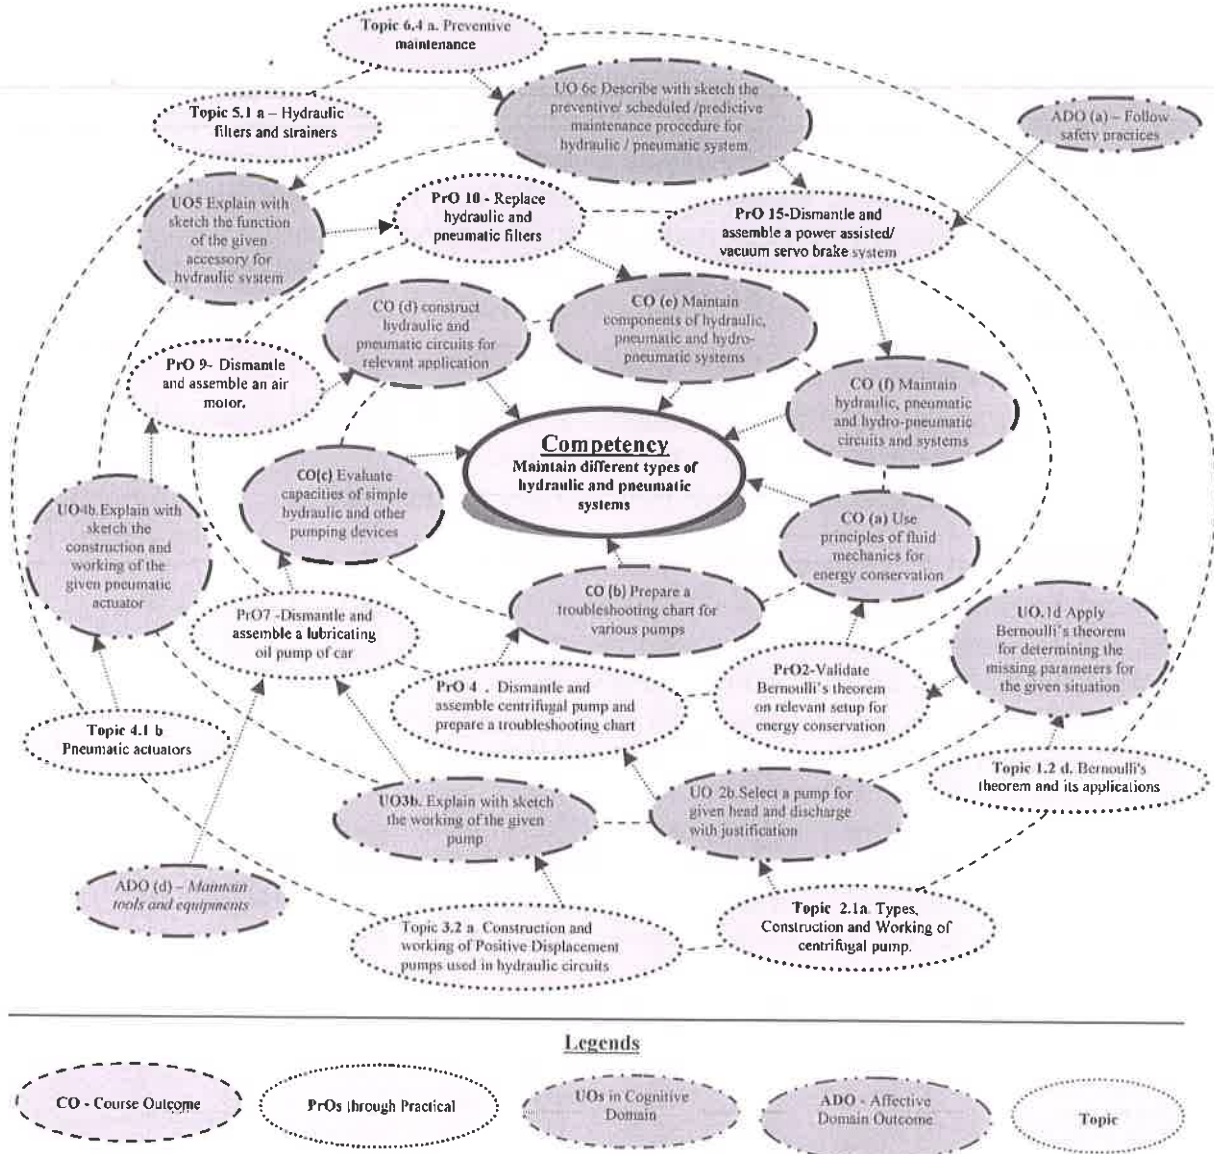 Topic 6.4 a. Preventive
maintenance
UO 6c Describe with sketch the
preventive/ scheduled /predictive
maintenance procedure for
hydraulic / pneumatic system
Topic 5.1 a – Hydraulic
filters and strainers
ADO (a) – Follow
safety practices
UO5 Explain with
sketch the function
of the given
accessory for
hydraulic system
PrO 10 - Replace
hydraulic and
pneumatic filters
PrO 15-Dismantle and
assemble a power assisted/
vacuum servo brake system
CO (d) construct
hydraulic and
pneumatic circuits for
relevant application
CO (e) Maintain
components of hydraulic,
pneumatic and hydro-
pneumatic systems
PrO 9- Dismantle
and assemble an air
motor.
CO (f) Maintain
hydraulic, pneumatic
and hydro-pneumatic
circuits and systems
Competency
Maintain different types of
hydraulic and pneumatic
systems
CO(c) Evaluate
capacities of simple
hydraulic and other
pumping devices
UO4b.Explain with
sketch the
construction and
working of the
given pneumatic
actuator
CO (a) Use
principles of fluid
mechanics for
energy conservation
CO (b) Prepare a
troubleshooting chart for
various pumps
PrO7 -Dismantle and
assemble a lubricating
oil pump of car
UO.1d Apply
Bernoulli's theorem
for determining the
missing parameters for
the given situation
PrO 4 . Dismantle and
assemble centrifugal pump and
prepare a troubleshooting chart
PrO2-Validate
Bernoulli's theorem
on relevant setup for
energy conservation
Topic 4.1 b
Pneumatic actuators
Topic 1.2 d. Bernoulli's
theorem and its applications
UO3b. Explain with sketch
the working of the given
pump
UO 2b.Select a pump for
given head and discharge
with justification
ADO (d) – Maintain
tools and equipments
Topic 3.2 a. Construction and
working of Positive Displacement
pumps used in hydraulic circuits
Topic 2.1a. Types,
Construction and Working of
centrifugal pump.
Legends
CO - Course Outcome
PrOs through Practical
UOs in Cognitive
Domain
ADO - Affective
Domain Outcome
Topic